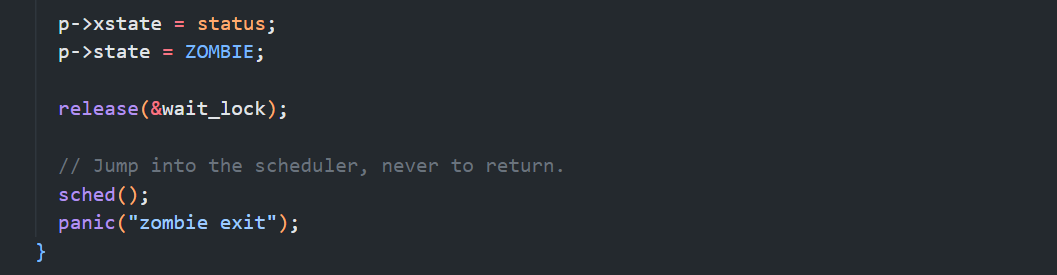 p->xstate = status;
p->state = ZOMBIE;
release(&wait_lock);
// Jump into the scheduler, never to return.
sched();
panic("zombie exit");
}